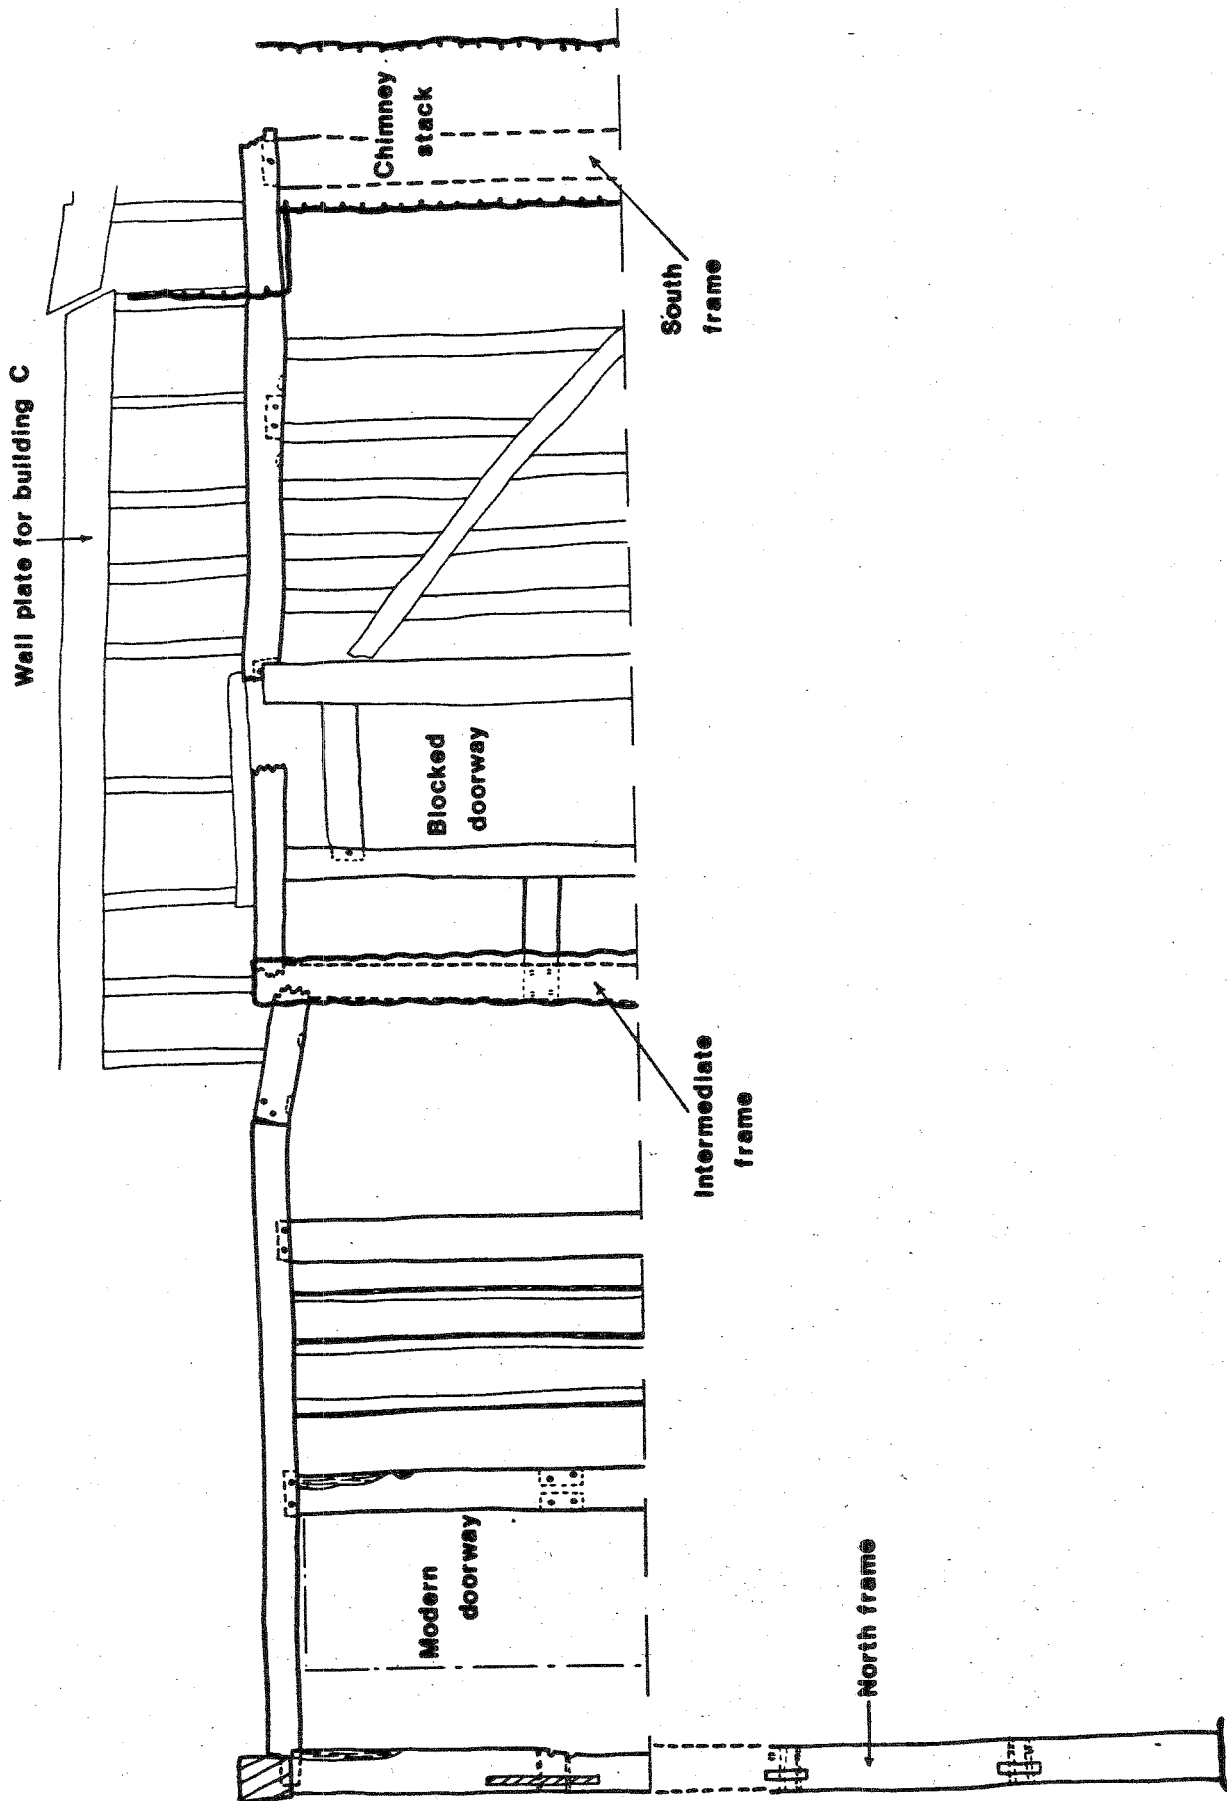 Wall plate for building C
Chimney
stack
South
frame
Blocked
doorway
Intermediate
frame
Modern
doorway
North frame